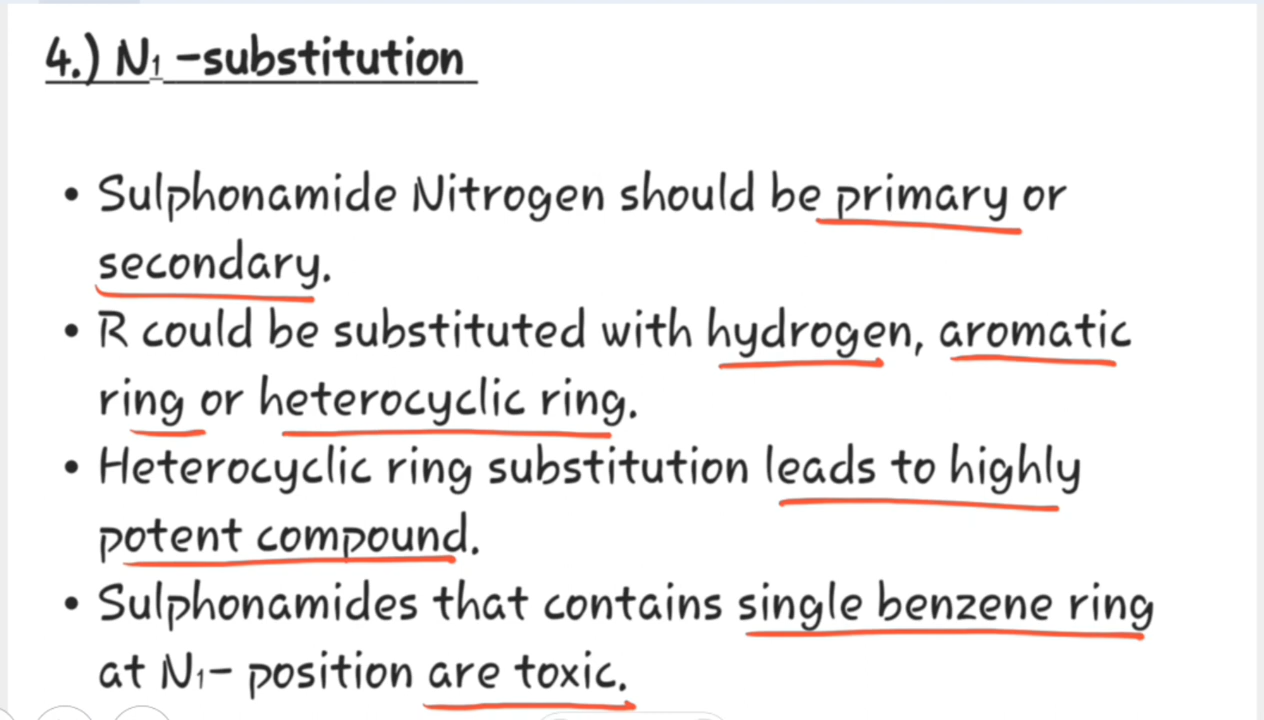 4.) N₁ -substitution
• Sulphonamide Nitrogen should be primary or
secondary.
• R could be substituted with hydrogen, aromatic
ring or heterocyclic ring.
• Heterocyclic ring substitution leads to highly
potent compound.
• Sulphonamides that contains single benzene ring
at N₁- position are toxic.